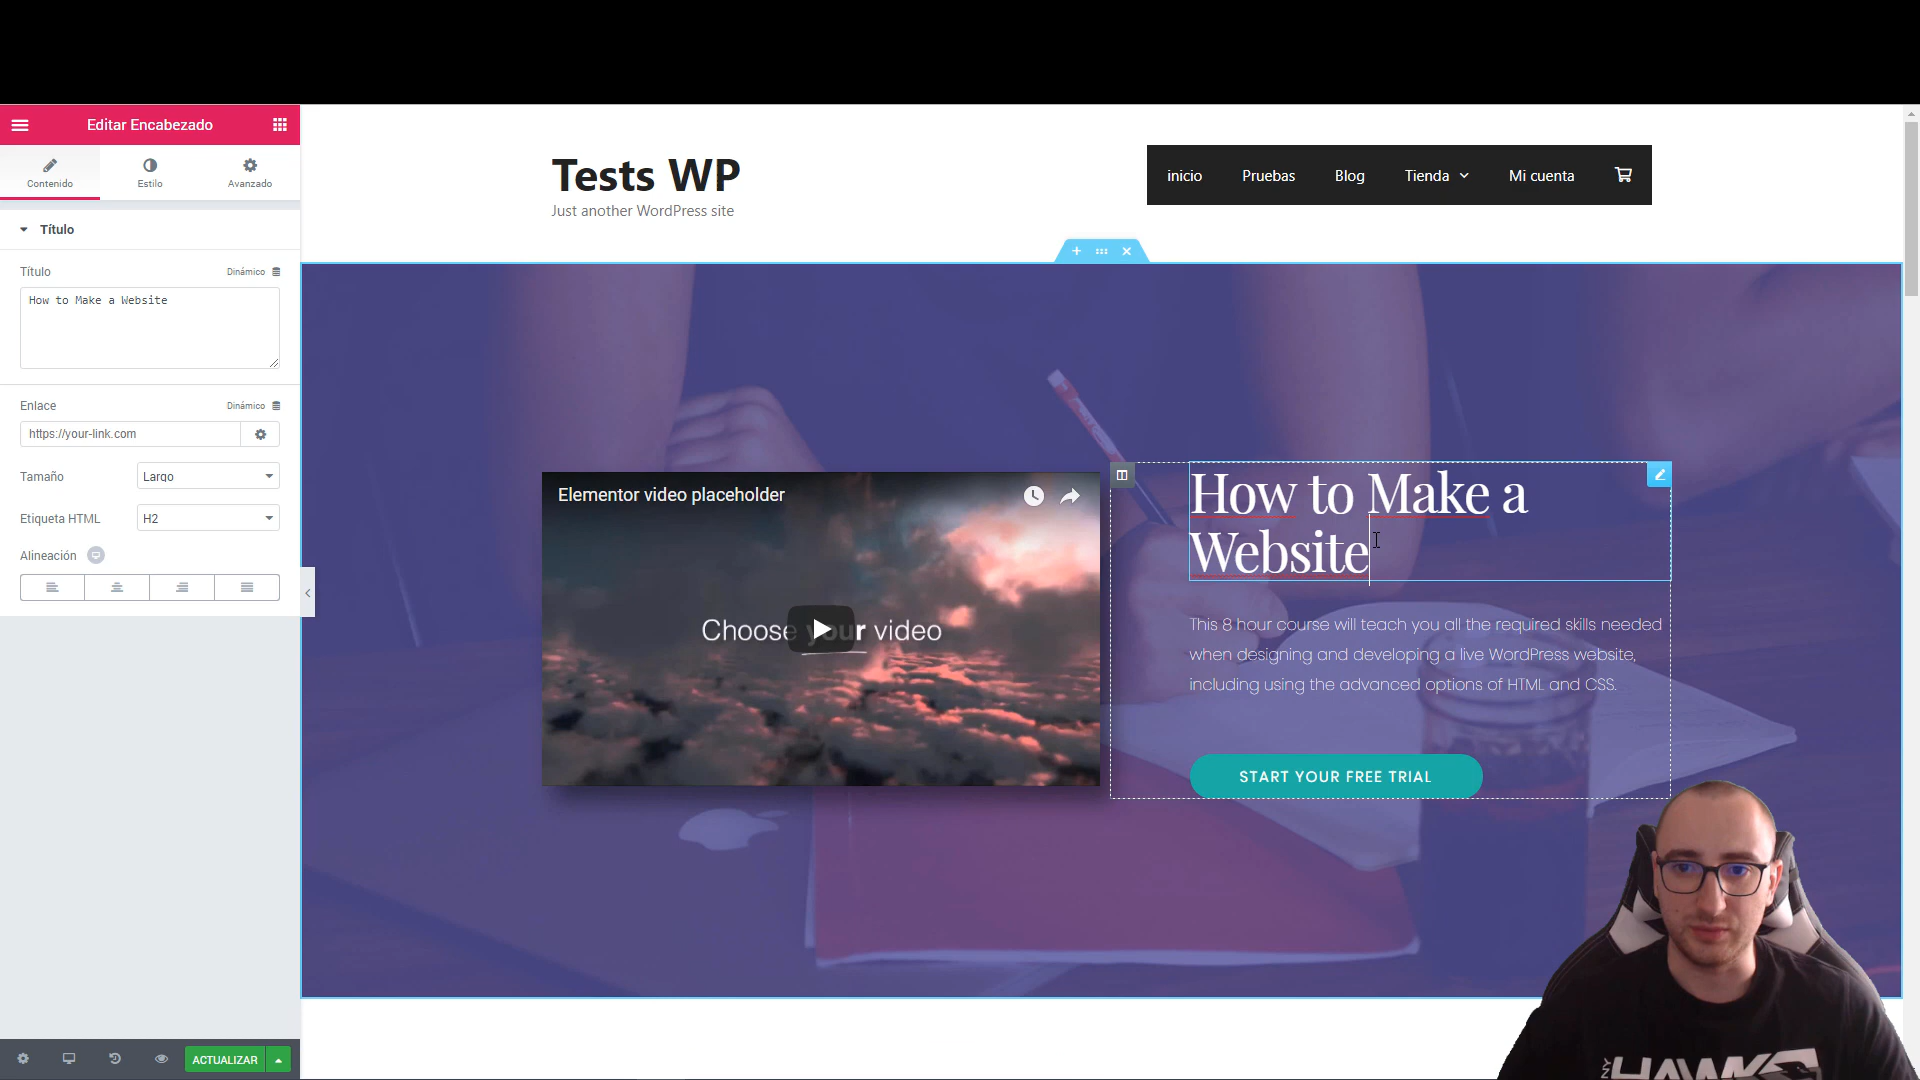 Editar Encabezado
Contenido
Estilo
Avanzado
Título
Título
Dinámico
How to Make a Website
Enlace
Dinámico
https://your-link.com
Tamaño
Largo
Etiqueta HTML
H2
Alineación
ACTUALIZAR
Tests WP
Just another WordPress site
inicio
Pruebas
Blog
Tienda
Mi cuenta
Elementor video placeholder
Choose your video
How to Make a
Website
This 8 hour course will teach you all the required skills needed
when designing and developing a live WordPress website,
including using the advanced options of HTML and CSS.
START YOUR FREE TRIAL
HAWKS